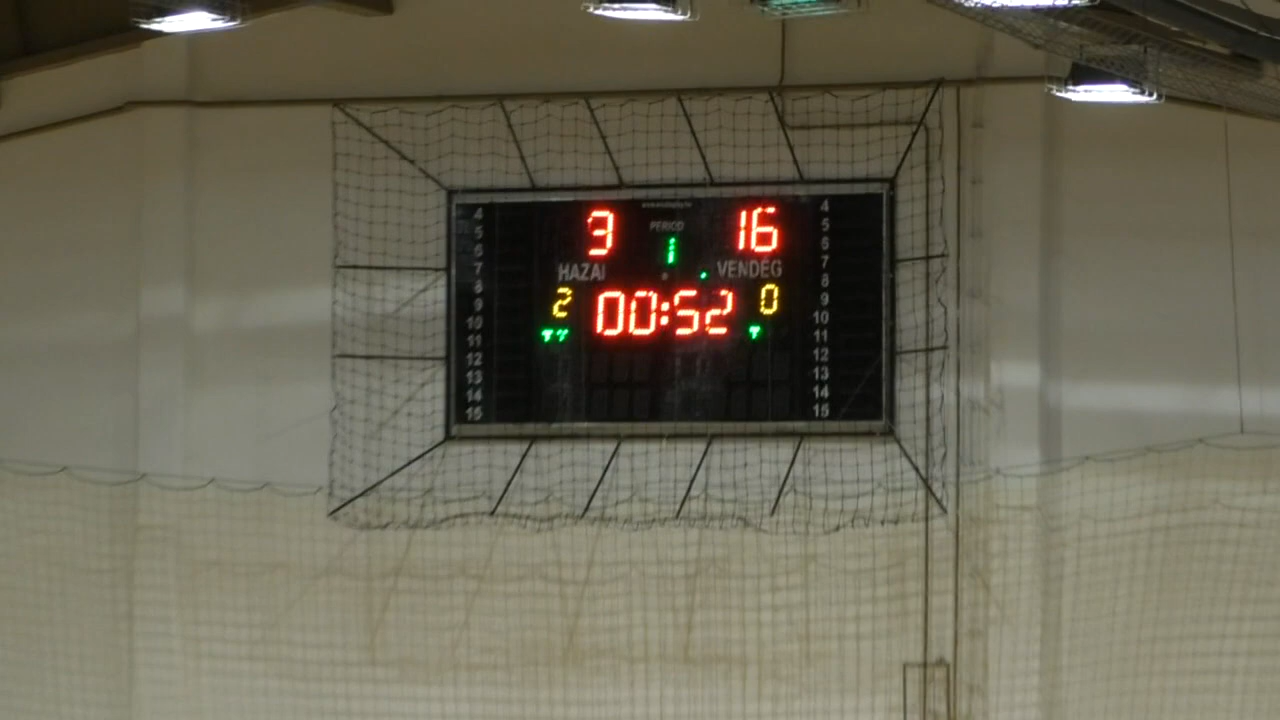 4 4
5 9 PERIOD 16 5
6 1 6
7 HAZAI VENDÉG 7
8 8
9 2 00:52 0 9
10 10
11 T T T 11
12 12
13 13
14 14
15 15